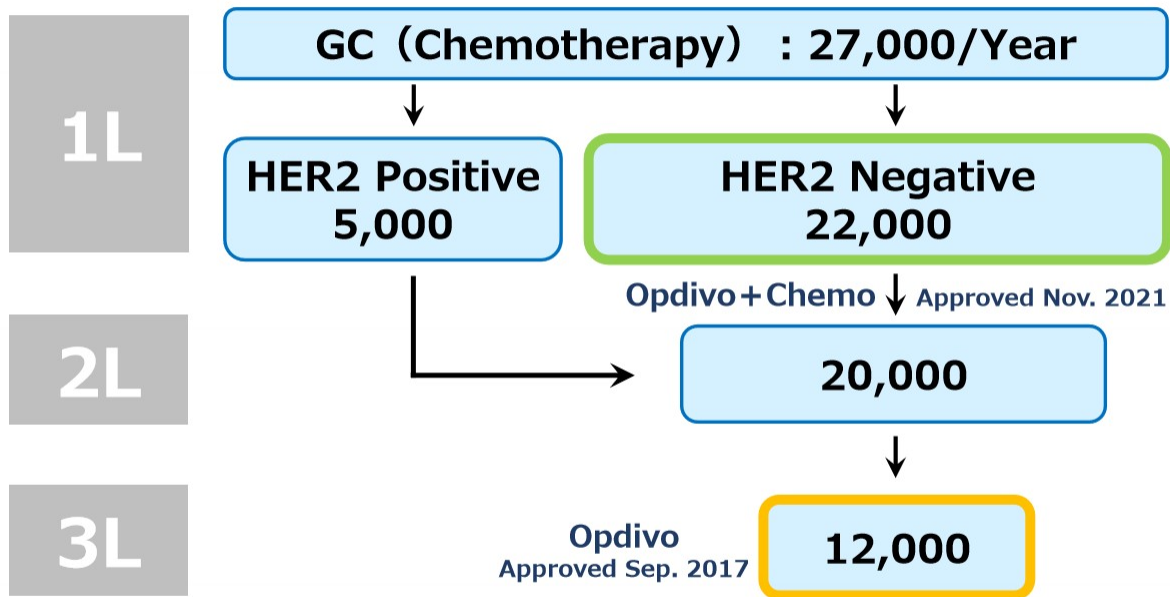 1L
GC（Chemotherapy）：27,000/Year
HER2 Positive
5,000
HER2 Negative
22,000
Opdivo＋Chemo
Approved Nov. 2021
2L
20,000
3L
Opdivo
Approved Sep. 2017
12,000